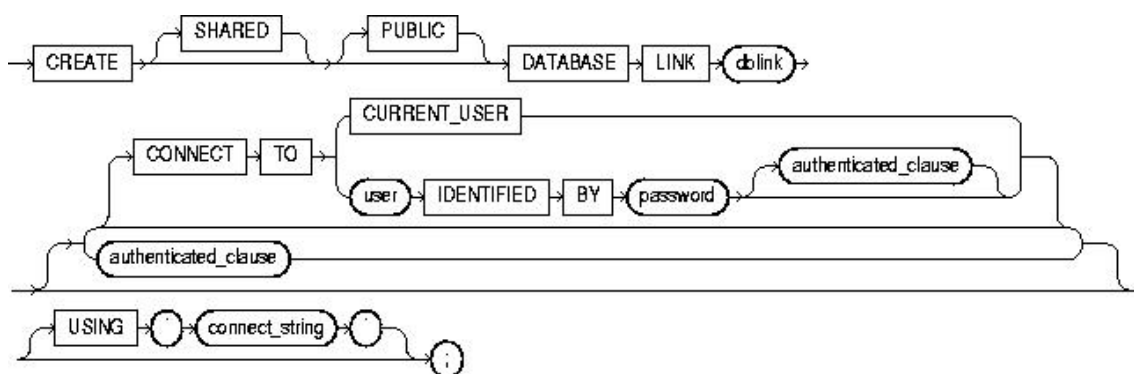 SHARED PUBLIC
CREATE DATABASE LINK dblink
CURRENT_USER
CONNECT TO authenticated_clause
user IDENTIFIED BY password
authenticated_clause
USING ' connect_string '
;